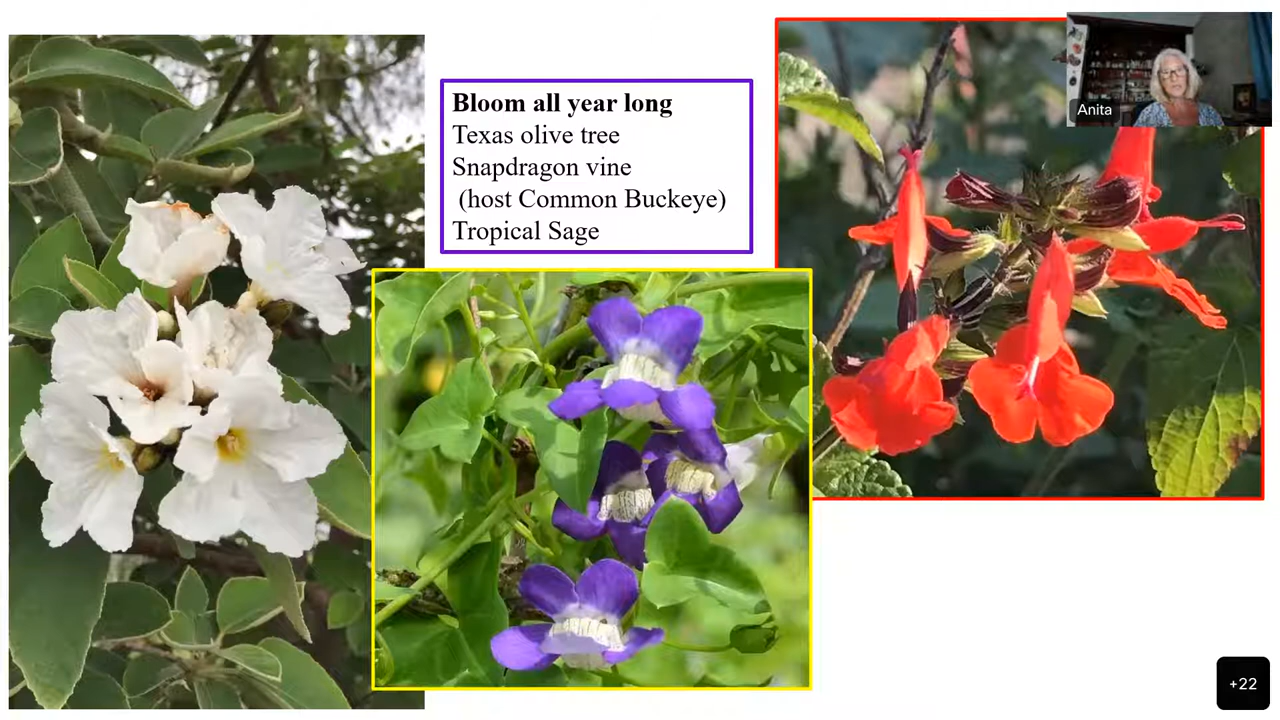 Bloom all year long
Texas olive tree
Snapdragon vine
(host Common Buckeye)
Tropical Sage
Anita
+22